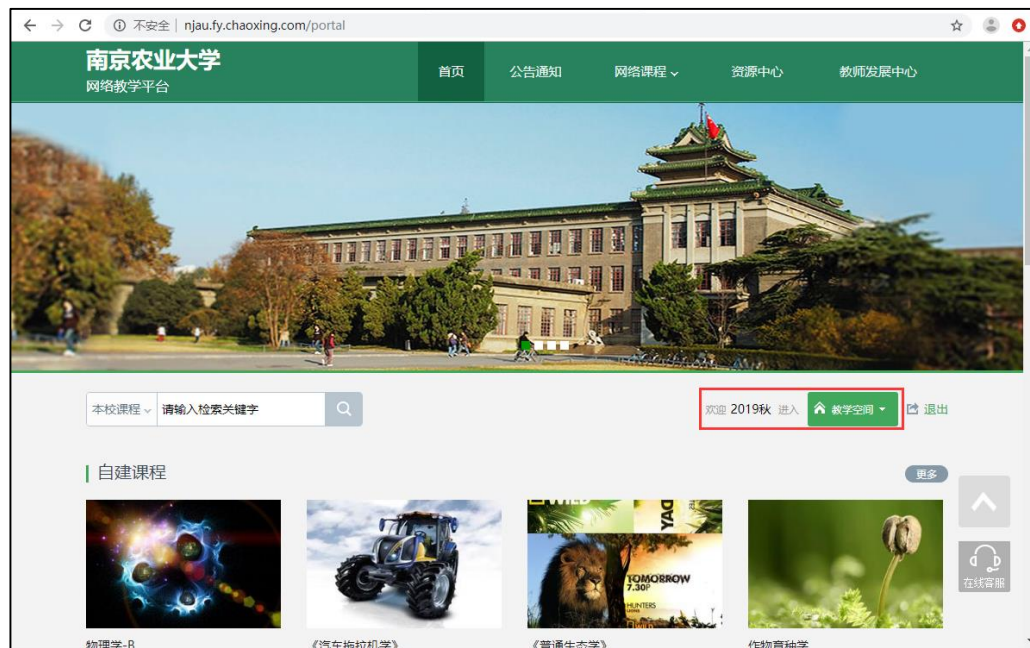 不安全 | njau.fy.chaoxing.com/portal
南京农业大学
网络教学平台
首页 公告通知 网络课程 资源中心 教师发展中心
本校课程 请输入检索关键字
欢迎 2019秋 进入 教学空间 退出
自建课程
更多
WILD
YAD
TOMORROW
7.30P
HUNTERS
在线客服
物理学-B 《汽车拖拉机学》 《普通生态学》 作物育种学